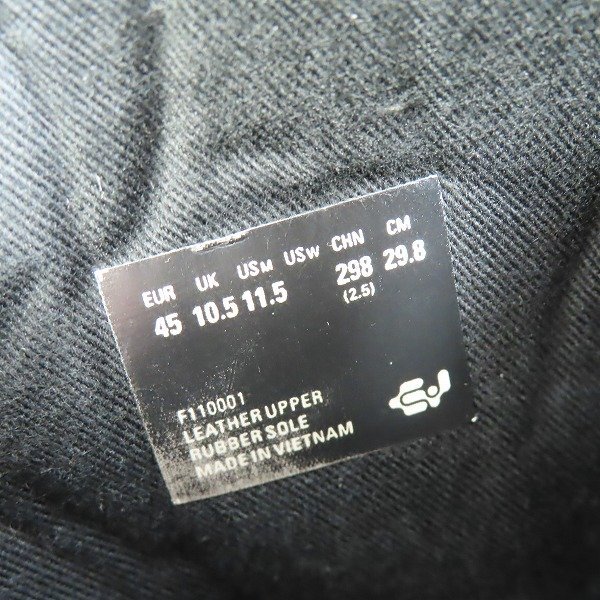 EUR UK USM USW CHN CM
45 10.5 11.5 298 29.8
(2.5)
F110001
LEATHER UPPER
RUBBER SOLE
MADE IN VIETNAM